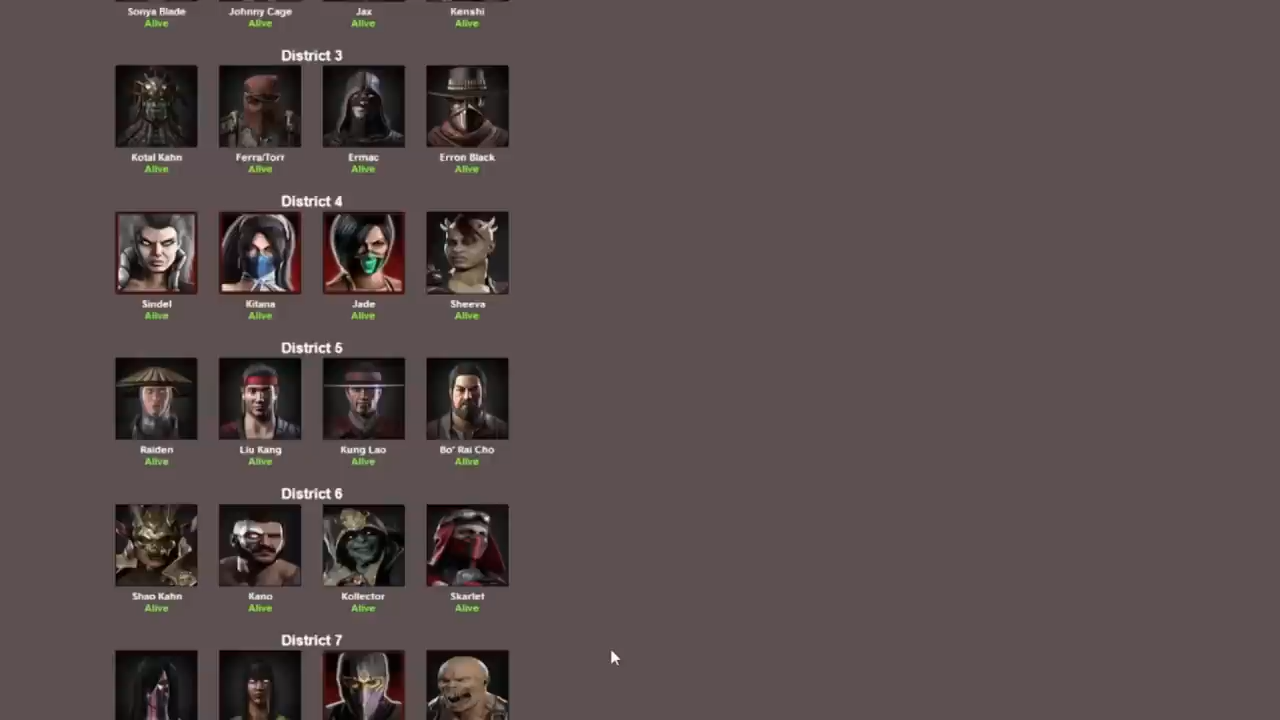 Sonya Blade Johnny Cage Jax Kenshi
Alive Alive Alive Alive
District 3
Kotal Kahn Ferra/Torr Ermac Erron Black
Alive Alive Alive Alive
District 4
Sindel Kitana Jade Sheeva
Alive Alive Alive Alive
District 5
Raiden Liu Kang Kung Lao Bo' Rai Cho
Alive Alive Alive Alive
District 6
Shao Kahn Kano Kollector Skarlet
Alive Alive Alive Alive
District 7